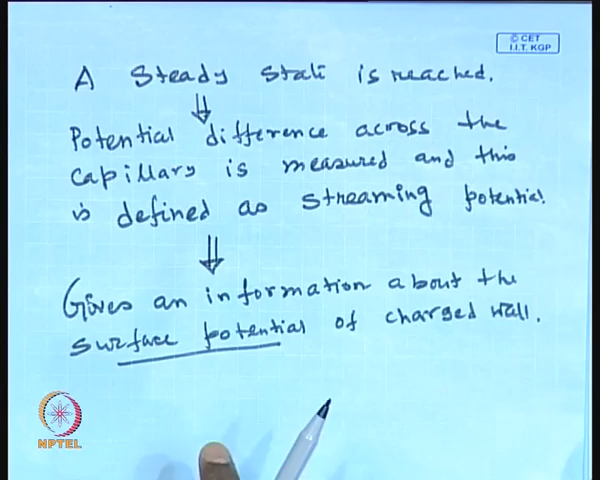 © CET
I.I.T. KGP
A steady state is reached.
Potential difference across the
capillary is measured and this
is defined as streaming potential.
Gives an information about the
surface potential of charged wall.
NPTEL